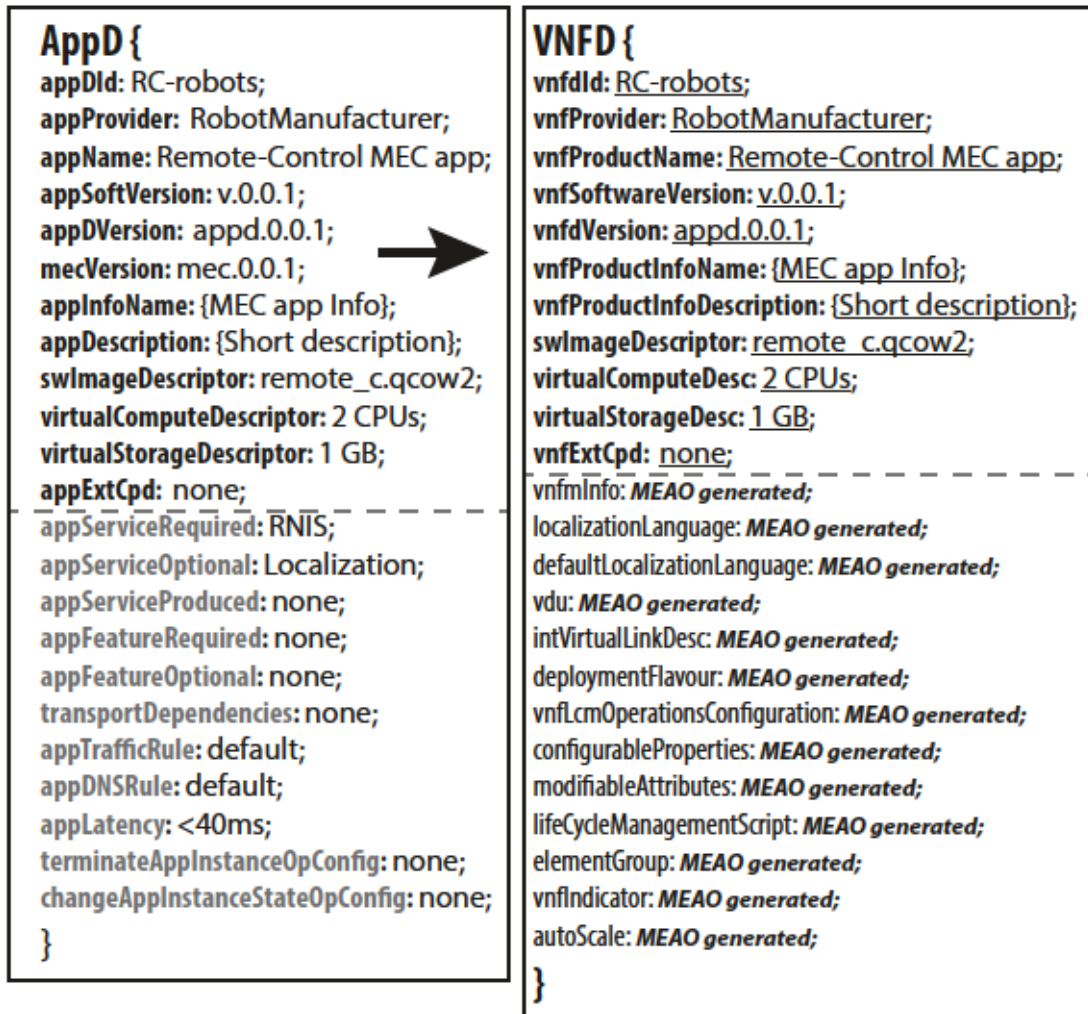 AppD {
appDId: RC-robots;
appProvider: RobotManufacturer;
appName: Remote-Control MEC app;
appSoftVersion: v.0.0.1;
appDVersion: appd.0.0.1;
mecVersion: mec.0.0.1;
appInfoName: {MEC app Info};
appDescription: {Short description};
swImageDescriptor: remote_c.qcow2;
virtualComputeDescriptor: 2 CPUs;
virtualStorageDescriptor: 1 GB;
appExtCpd: none;
appServiceRequired: RNIS;
appServiceOptional: Localization;
appServiceProduced: none;
appFeatureRequired: none;
appFeatureOptional: none;
transportDependencies: none;
appTrafficRule: default;
appDNSRule: default;
appLatency: <40ms;
terminateAppInstanceOpConfig: none;
changeAppInstanceStateOpConfig: none;
}
VNFD {
vnfdId: RC-robots;
vnfProvider: RobotManufacturer;
vnfProductName: Remote-Control MEC app;
vnfSoftwareVersion: v.0.0.1;
vnfdVersion: appd.0.0.1;
vnfProductInfoName: {MEC app Info};
vnfProductInfoDescription: {Short description};
swImageDescriptor: remote_c.qcow2;
virtualComputeDesc: 2 CPUs;
virtualStorageDesc: 1 GB;
vnfExtCpd: none;
vnfmInfo: MEAO generated;
localizationLanguage: MEAO generated;
defaultLocalizationLanguage: MEAO generated;
vdu: MEAO generated;
intVirtualLinkDesc: MEAO generated;
deploymentFlavour: MEAO generated;
vnfLcmOperationsConfiguration: MEAO generated;
configurableProperties: MEAO generated;
modifiableAttributes: MEAO generated;
lifeCycleManagementScript: MEAO generated;
elementGroup: MEAO generated;
vnfIndicator: MEAO generated;
autoScale: MEAO generated;
}